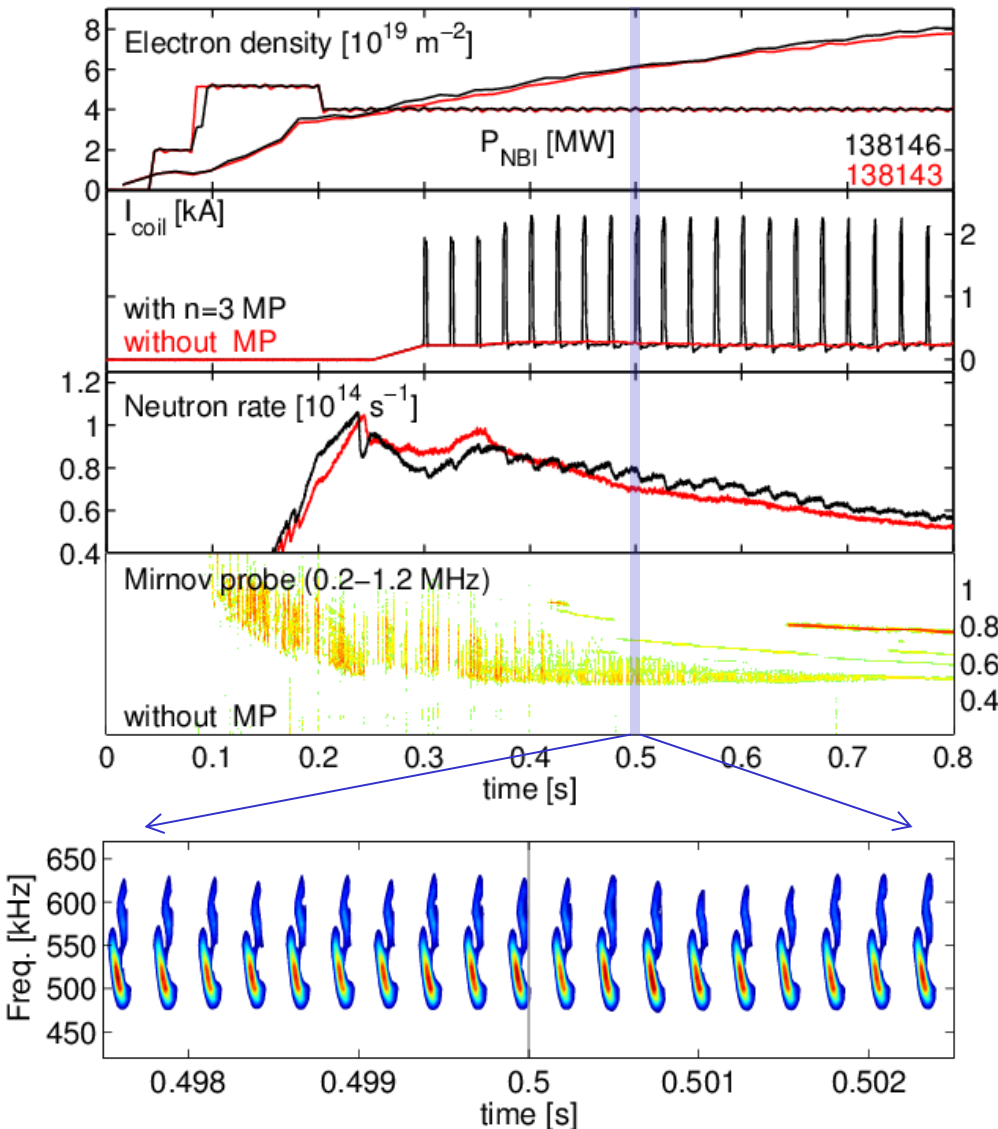 8
Electron density [10^19 m^−2]
6
4
P_NBI [MW]
138146
2
138143
0
I_coil [kA]
2
1
with n=3 MP
without MP
0
1.2
Neutron rate [10^14 s^−1]
1
0.8
0.6
0.4
Mirnov probe (0.2−1.2 MHz)
1
0.8
0.6
0.4
without MP
0 0.1 0.2 0.3 0.4 0.5 0.6 0.7 0.8
time [s]
650
600
550
500
450
Freq. [kHz]
0.498 0.499 0.5 0.501 0.502
time [s]